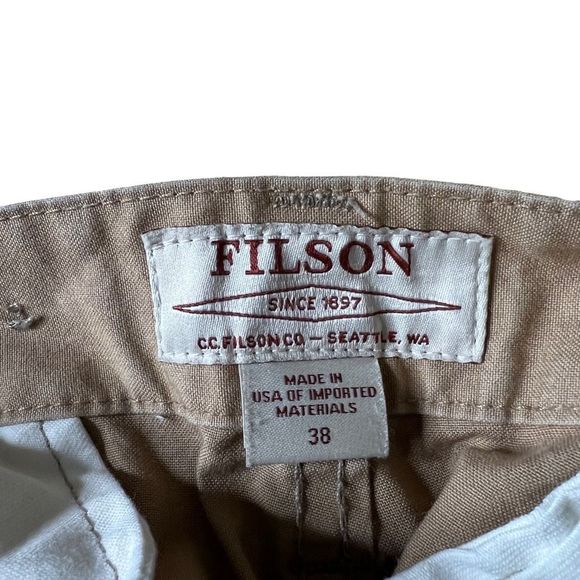 FILSON
SINCE 1897
C.C. FILSON CO – SEATTLE, WA
MADE IN
USA OF IMPORTED
MATERIALS
38